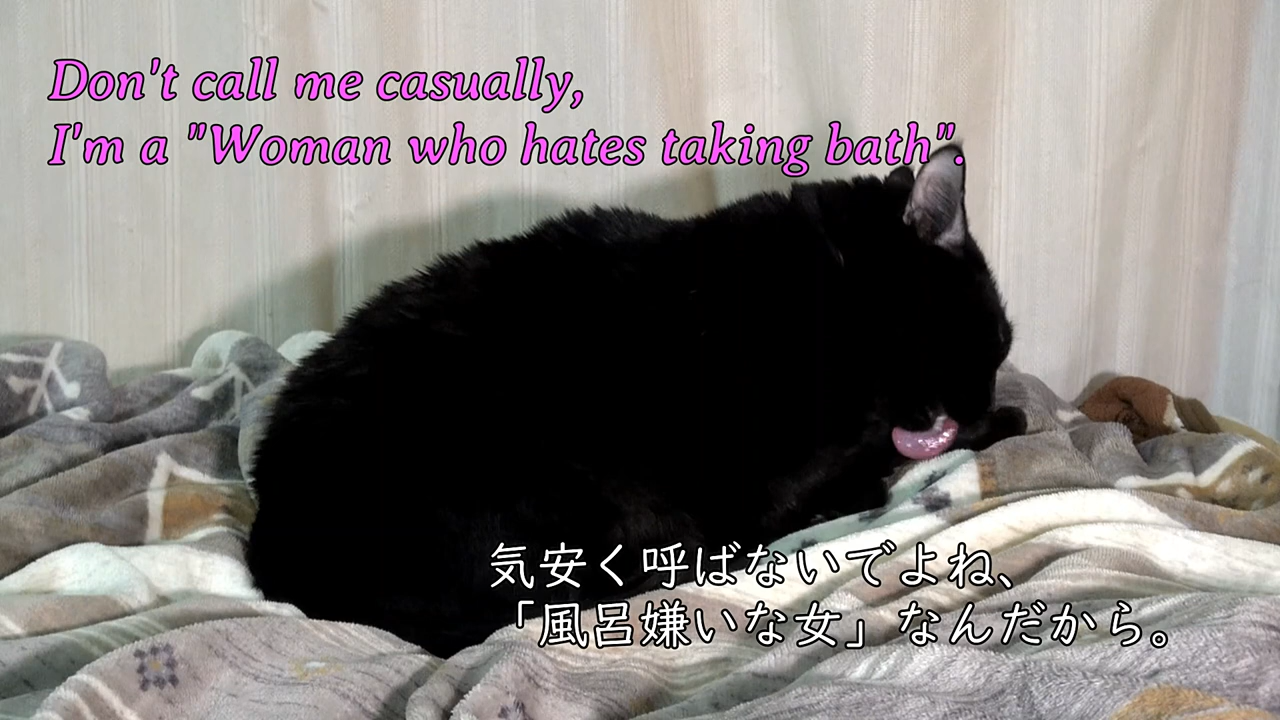 Don't call me casually,
I'm a "Woman who hates taking bath".
気安く呼ばないでよね、
「風呂嫌いな女」なんだから。